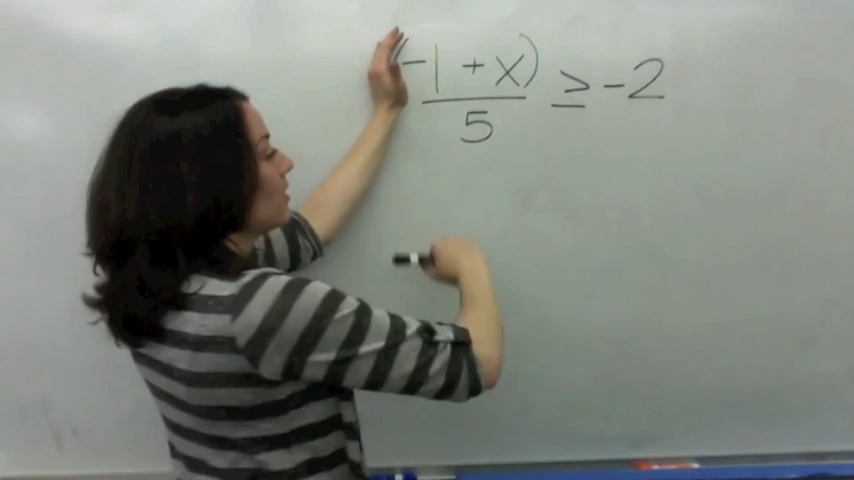 (-1 + x) ≥ -2
5